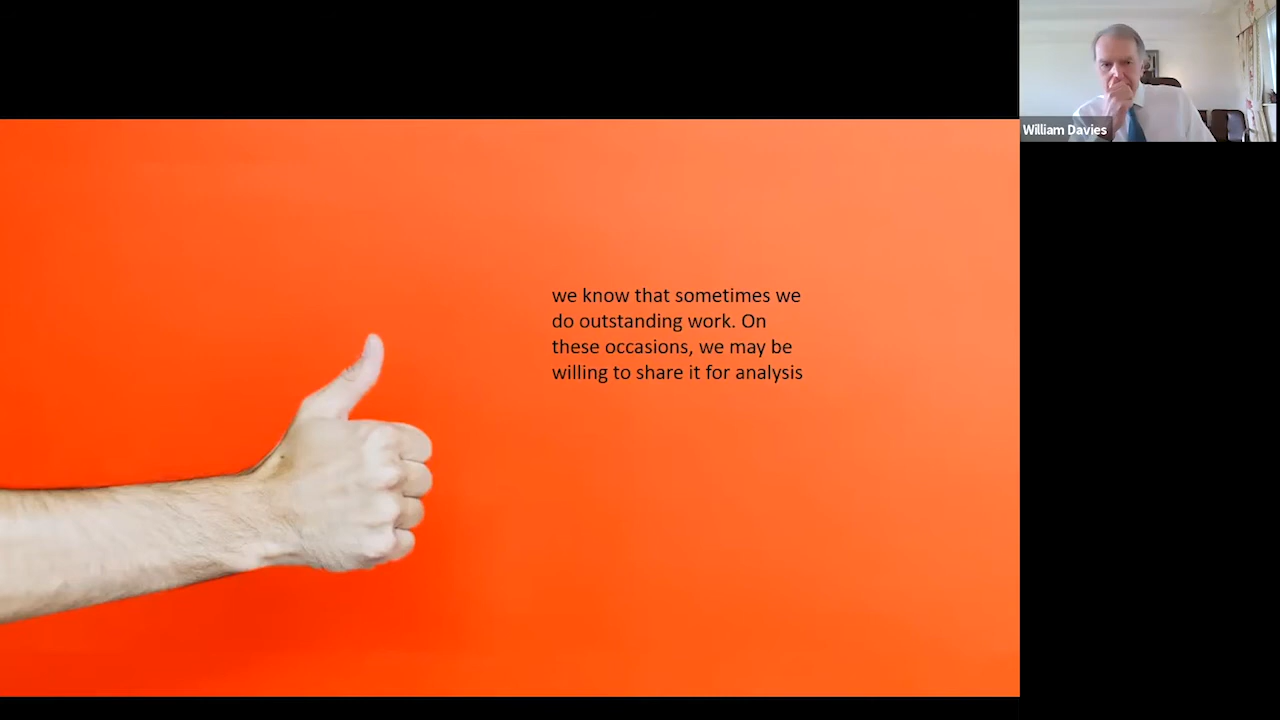 we know that sometimes we
do outstanding work. On
these occasions, we may be
willing to share it for analysis
William Davies